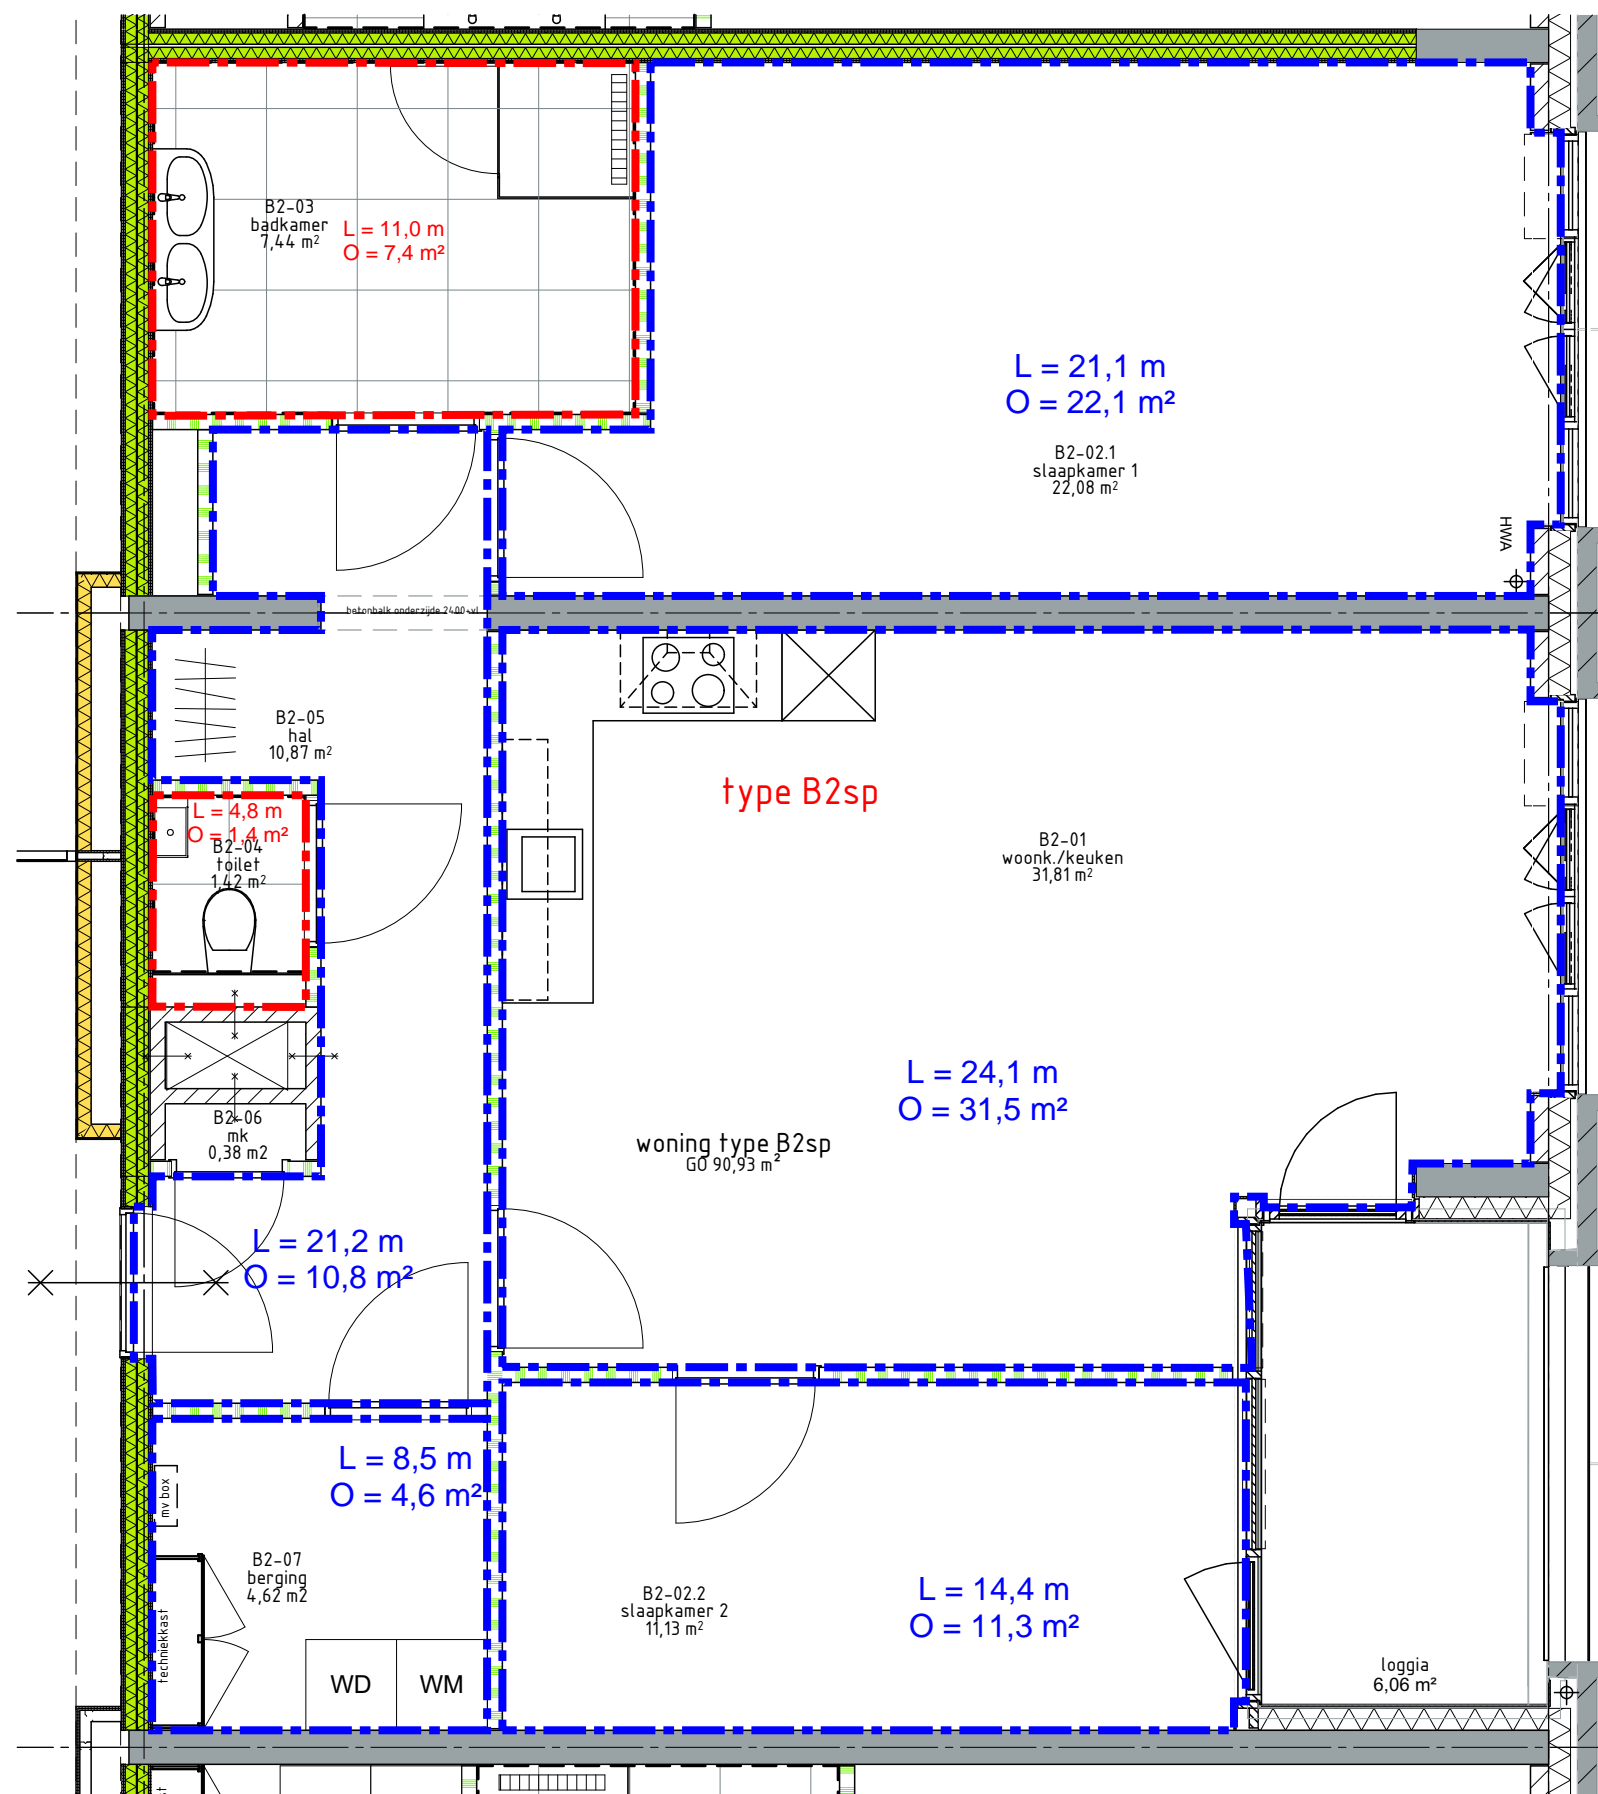 B2-03
badkamer
7,44 m²
L = 11,0 m
O = 7,4 m²
L = 21,1 m
O = 22,1 m²
B2-02.1
slaapkamer 1
22,08 m²
HWA
betonbalk onderzijde 2400+vl
B2-05
hal
10,87 m²
type B2sp
L = 4,8 m
O = 1,4 m²
B2-04
toilet
1,42 m²
B2-01
woonk./keuken
31,81 m²
L = 24,1 m
O = 31,5 m²
B2-06
mk
0,38 m2
woning type B2sp
GO 90,93 m²
L = 21,2 m
O = 10,8 m²
L = 8,5 m
O = 4,6 m²
mv box
B2-07
berging
4,62 m2
techniekkast
WD
WM
B2-02.2
slaapkamer 2
11,13 m²
L = 14,4 m
O = 11,3 m²
loggia
6,06 m²